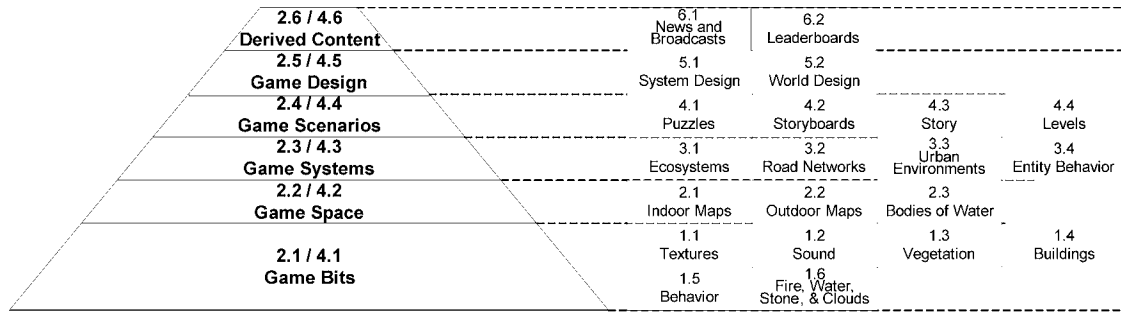 2.6 / 4.6
Derived Content
6.1
News and
Broadcasts
6.2
Leaderboards
2.5 / 4.5
Game Design
5.1
System Design
5.2
World Design
2.4 / 4.4
Game Scenarios
4.1
Puzzles
4.2
Storyboards
4.3
Story
4.4
Levels
2.3 / 4.3
Game Systems
3.1
Ecosystems
3.2
Road Networks
3.3
Urban
Environments
3.4
Entity Behavior
2.2 / 4.2
Game Space
2.1
Indoor Maps
2.2
Outdoor Maps
2.3
Bodies of Water
2.1 / 4.1
Game Bits
1.1
Textures
1.2
Sound
1.3
Vegetation
1.4
Buildings
1.5
Behavior
1.6
Fire, Water,
Stone, & Clouds